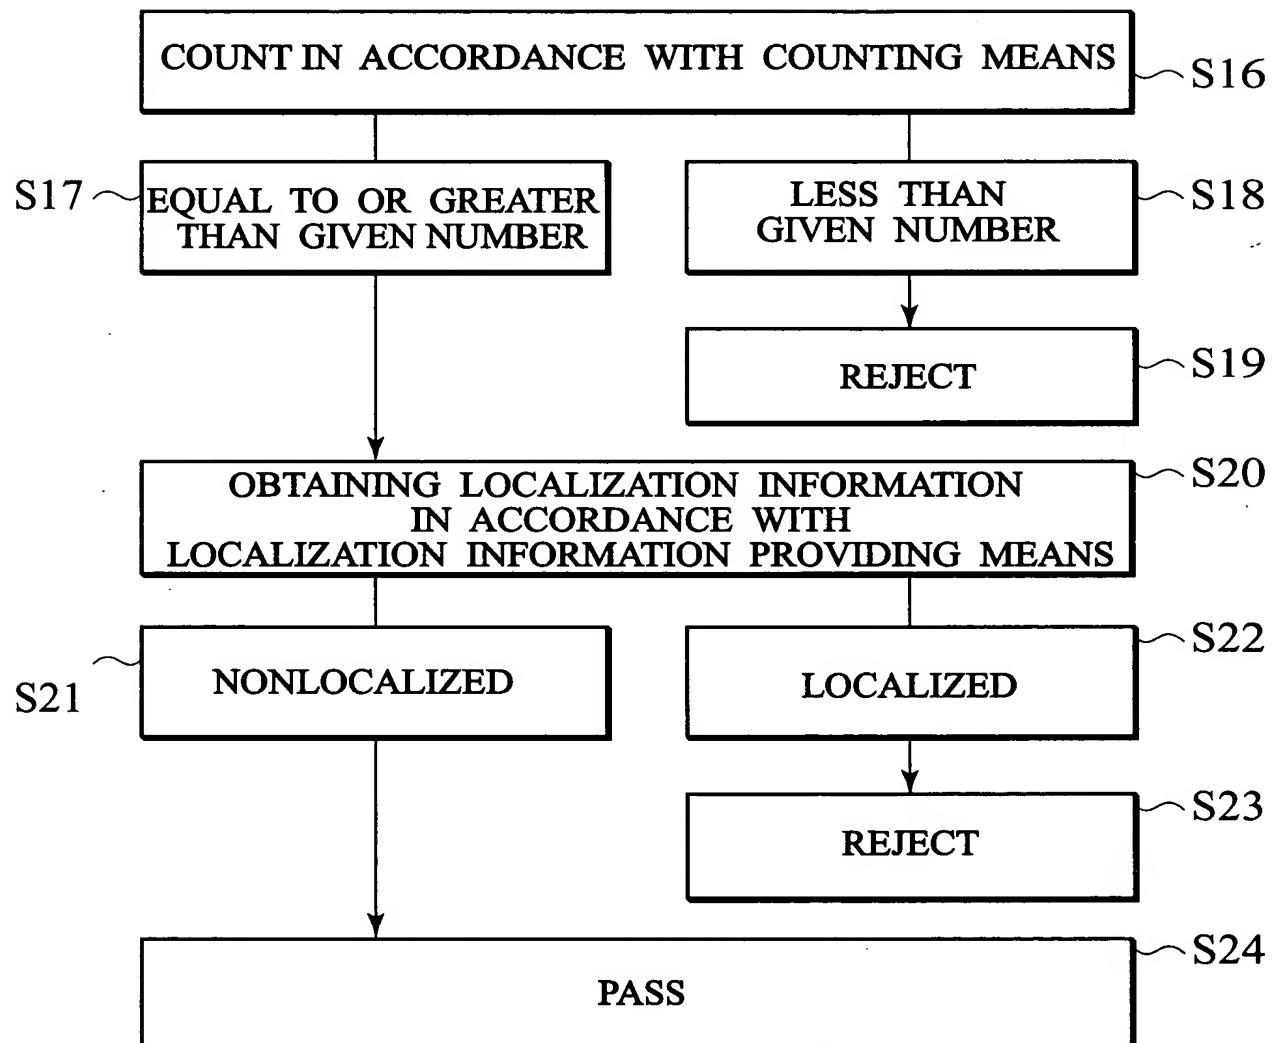 COUNT IN ACCORDANCE WITH COUNTING MEANS
S16
S17
EQUAL TO OR GREATER
THAN GIVEN NUMBER
LESS THAN
GIVEN NUMBER
S18
REJECT
S19
OBTAINING LOCALIZATION INFORMATION
IN ACCORDANCE WITH
LOCALIZATION INFORMATION PROVIDING MEANS
S20
S21
NONLOCALIZED
LOCALIZED
S22
REJECT
S23
PASS
S24